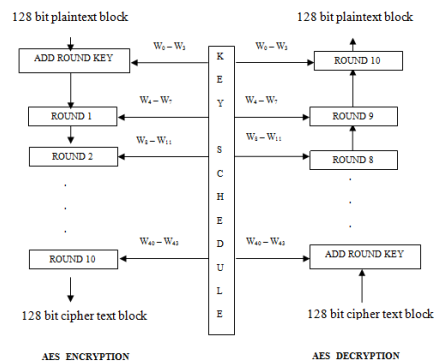 128 bit plaintext block 128 bit plaintext block
W0 – W3 W0 – W3
ADD ROUND KEY ROUND 10
W4 – W7 W4 – W7
ROUND 1 ROUND 9
W8 – W11 W8 – W11
ROUND 2 ROUND 8
KEY SCHEDULE
W40 – W43 W40 – W43
ROUND 10 ADD ROUND KEY
128 bit cipher text block 128 bit cipher text block
AES ENCRYPTION AES DECRYPTION